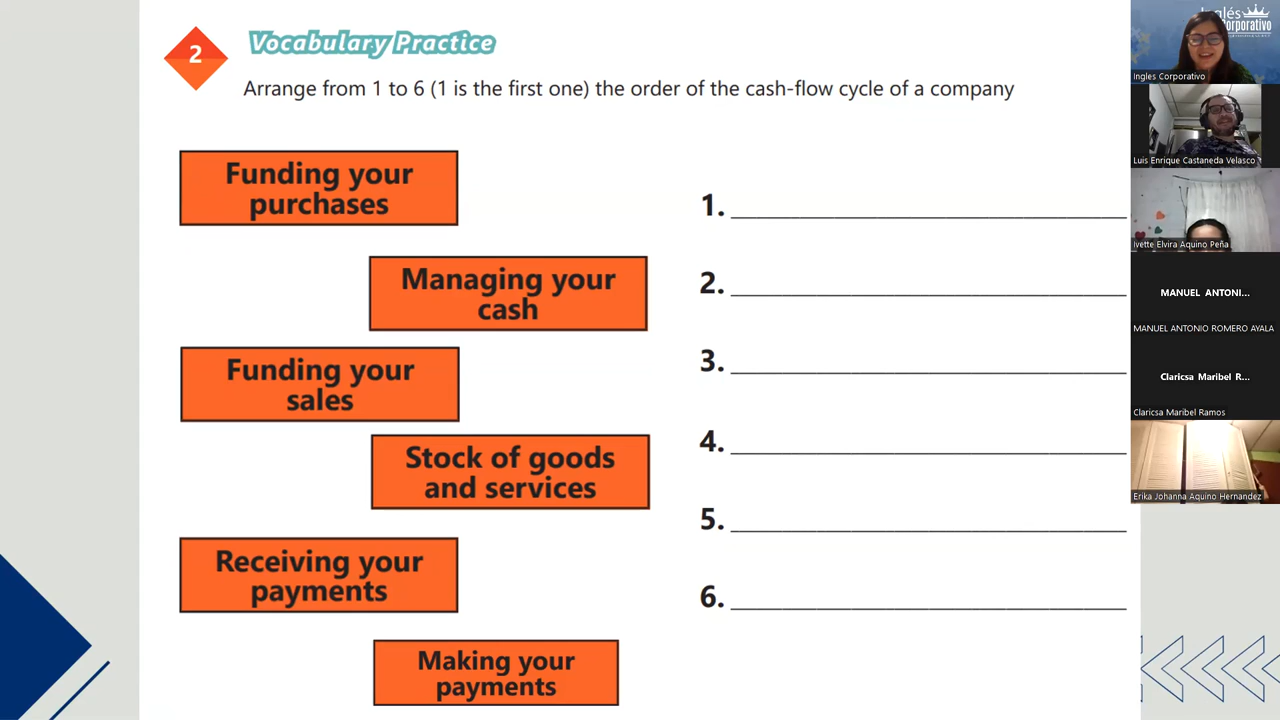 2
Vocabulary Practice
Arrange from 1 to 6 (1 is the first one) the order of the cash-flow cycle of a company
Funding your
purchases
Managing your
cash
Funding your
sales
Stock of goods
and services
Receiving your
payments
Making your
payments
1.
2.
3.
4.
5.
6.
Inglés
Corporativo
Ingles Corporativo
Luis Enrique Castaneda Velasco
Ivette Elvira Aquino Peña
MANUEL ANTONI...
MANUEL ANTONIO ROMERO AYALA
Claricsa Maribel R...
Claricsa Maribel Ramos
Erika Johanna Aquino Hernandez